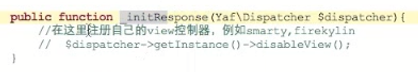 public function initResponse(Yaf\Dispatcher $dispatcher){
//在这里注册自己的view控制器，例如smarty,firekylin
// $dispatcher->getInstance()->disableView();
}